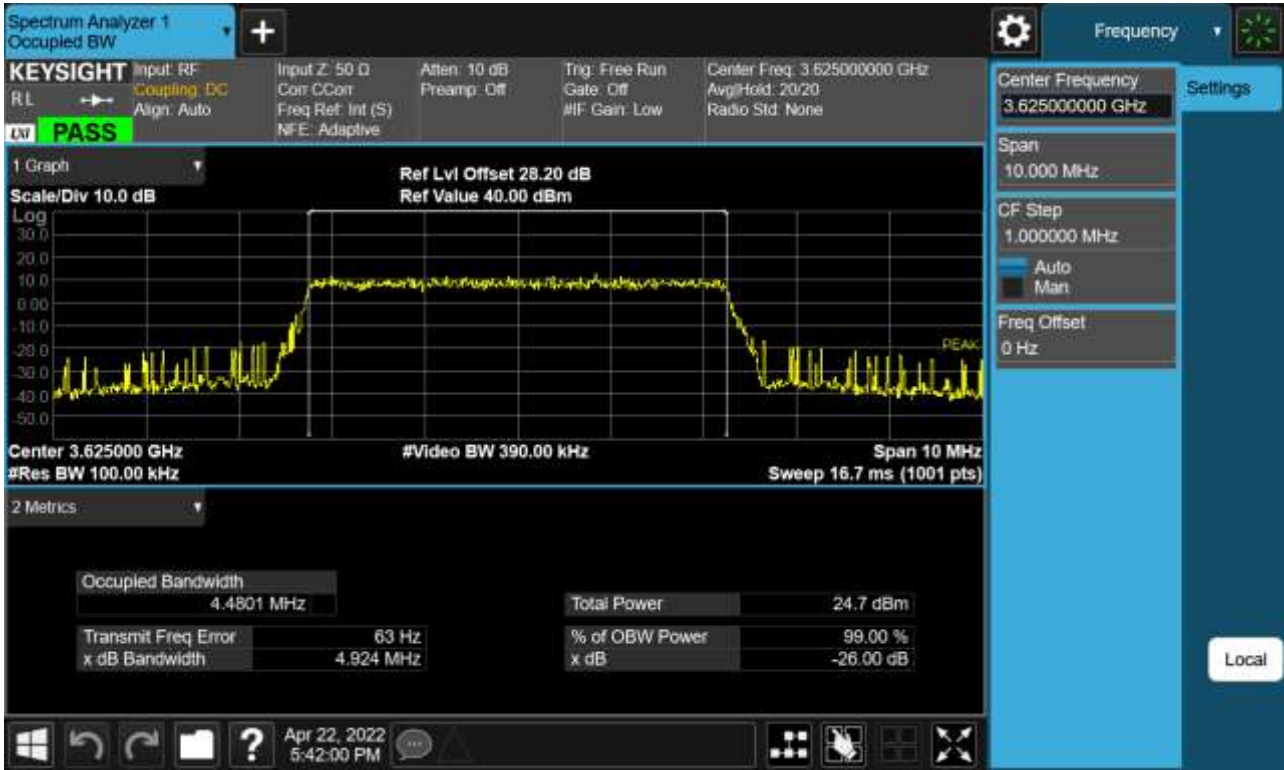 Spectrum Analyzer 1
Occupied BW
+
Frequency
KEYSIGHT
RL
LXI
PASS
Input: RF
Coupling: DC
Align: Auto
Input Z: 50 Ω
Corr CCorr
Freq Ref: Int (S)
NFE: Adaptive
Atten: 10 dB
Preamp: Off
Trig: Free Run
Gate: Off
#IF Gain: Low
Center Freq: 3.625000000 GHz
Avg|Hold: 20/20
Radio Std: None
1 Graph
Scale/Div 10.0 dB
Ref Lvl Offset 28.20 dB
Ref Value 40.00 dBm
Log
30.0
20.0
10.0
0.00
-10.0
-20.0
-30.0
-40.0
-50.0
PEAK
Center 3.625000 GHz
#Video BW 390.00 kHz
Span 10 MHz
#Res BW 100.00 kHz
Sweep 16.7 ms (1001 pts)
2 Metrics
Occupied Bandwidth
4.4801 MHz
Total Power
24.7 dBm
Transmit Freq Error
63 Hz
% of OBW Power
99.00 %
x dB Bandwidth
4.924 MHz
x dB
-26.00 dB
Center Frequency
3.625000000 GHz
Settings
Span
10.000 MHz
CF Step
1.000000 MHz
Auto
Man
Freq Offset
0 Hz
Local
?
Apr 22, 2022
5:42:00 PM